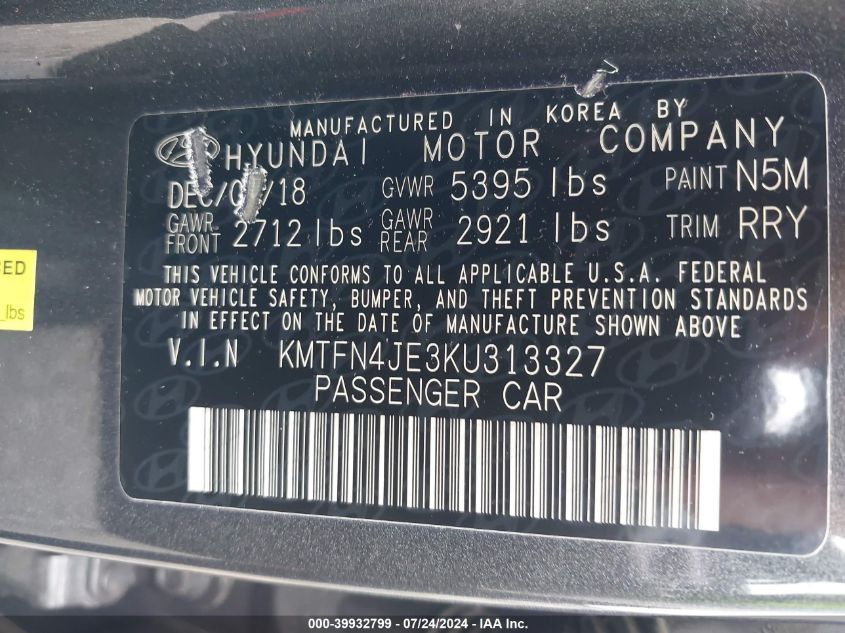 MANUFACTURED IN KOREA BY
HYUNDAI MOTOR COMPANY
18 GVWR 5395 lbs PAINT N5M
GAWR FRONT 2712 lbs GAWR REAR 2921 lbs TRIM RRY
THIS VEHICLE CONFORMS TO ALL APPLICABLE U.S.A. FEDERAL
MOTOR VEHICLE SAFETY, BUMPER, AND THEFT PREVENTION STANDARDS
IN EFFECT ON THE DATE OF MANUFACTURE SHOWN ABOVE
V.I.N KMTFN4JE3KU313327
PASSENGER CAR
lbs
000-39932799 / 07/24/2024 - IAA Inc.